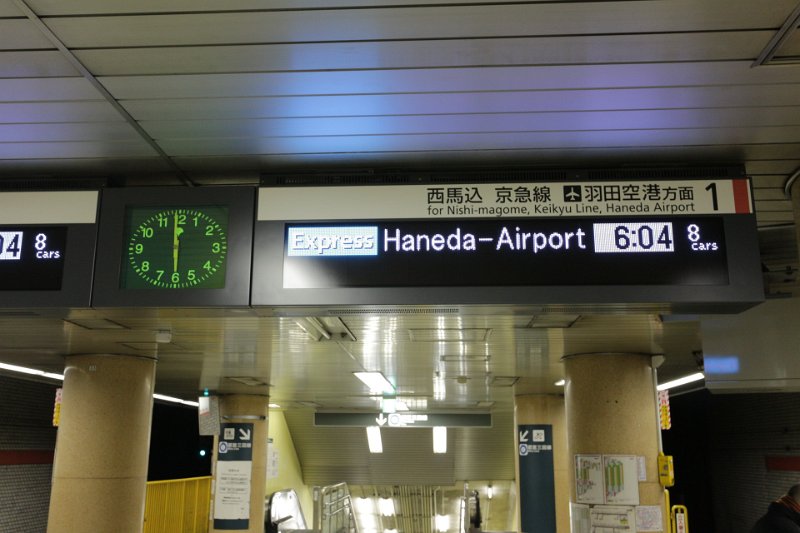 04 8
cars
11 12 1
10 2
9 3
8 4
7 6 5
西馬込 京急線 羽田空港方面 1
for Nishi-magome, Keikyu Line, Haneda Airport
Express Haneda-Airport 6:04 8
cars